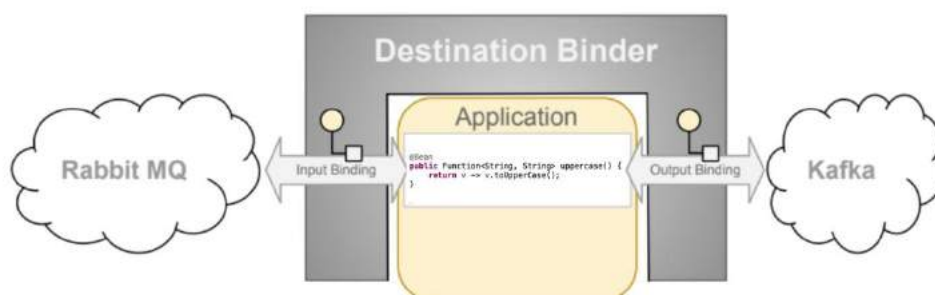 Destination Binder
Application
Rabbit MQ
Input Binding
@Bean
public Function<String, String> uppercase() {
return v -> v.toUpperCase();
}
Output Binding
Kafka